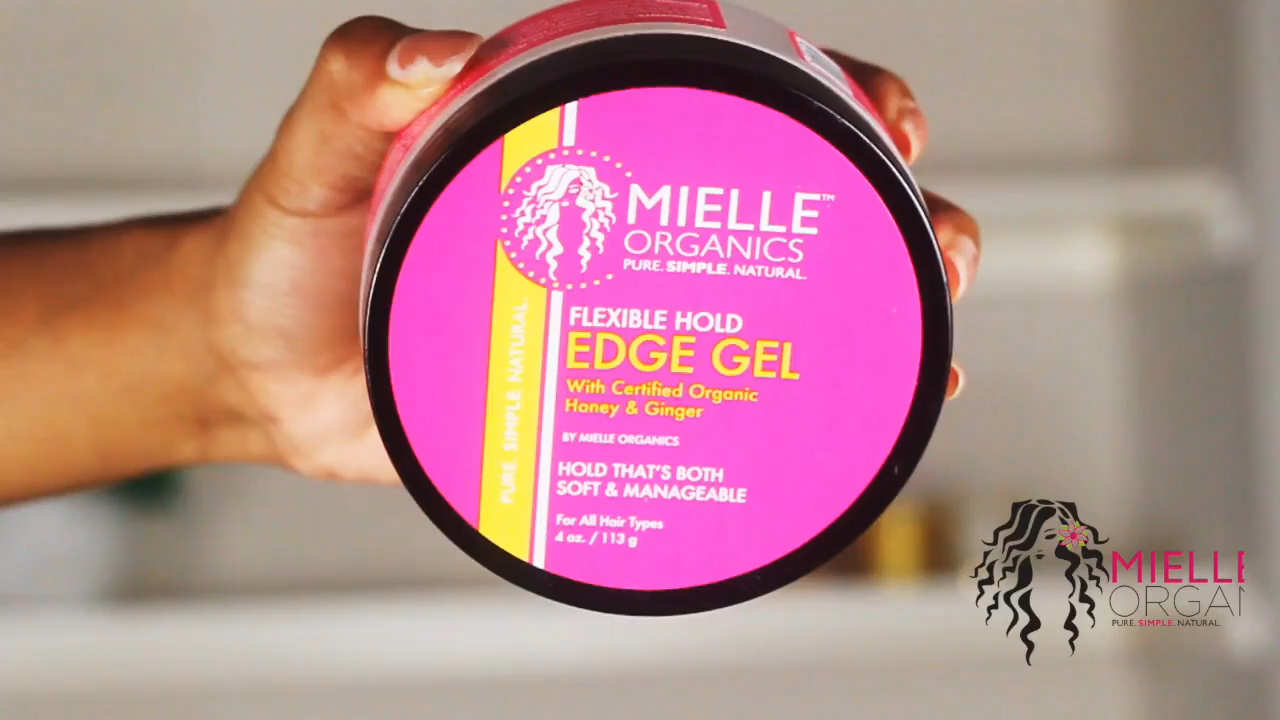 MIELLE™
ORGANICS
PURE. SIMPLE. NATURAL.
PURE SIMPLE NATURAL.
FLEXIBLE HOLD
EDGE GEL
With Certified Organic
Honey & Ginger
BY MIELLE ORGANICS
HOLD THAT'S BOTH
SOFT & MANAGEABLE
For All Hair Types
4 oz. / 113 g
MIELLE
ORGAN
PURE. SIMPLE. NATURAL.